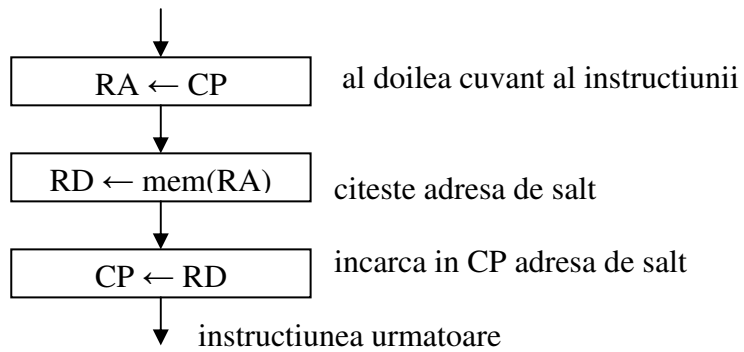 RA ← CP al doilea cuvant al instructiunii
RD ← mem(RA) citeste adresa de salt
CP ← RD incarca in CP adresa de salt
instructiunea urmatoare